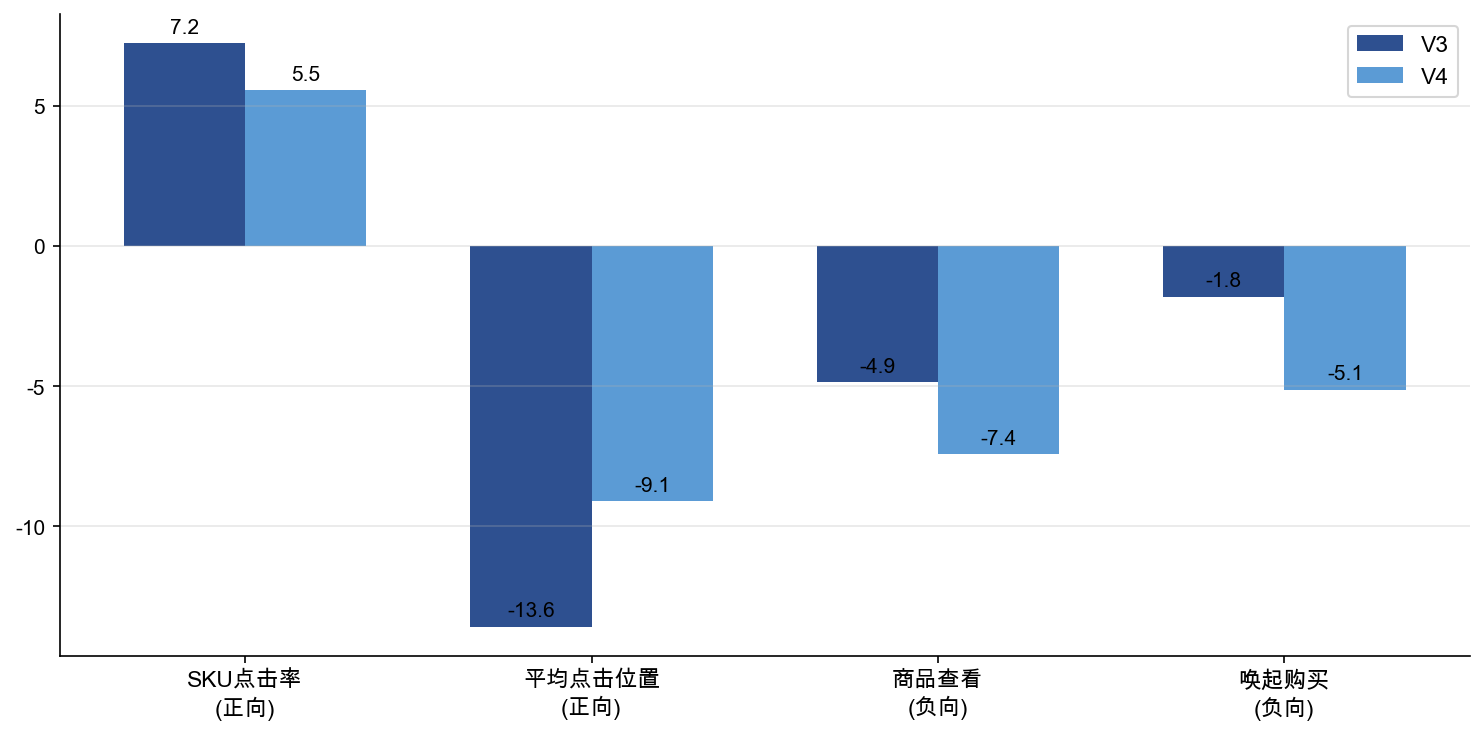 7.2
5.5
V3
V4
5
0
-5
-10
-13.6
-9.1
-4.9
-7.4
-1.8
-5.1
SKU点击率
(正向)
平均点击位置
(正向)
商品查看
(负向)
唤起购买
(负向)